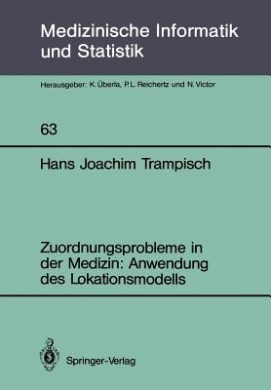 Medizinische Informatik
und Statistik
Herausgeber: K. Überla, P. L. Reichertz und N. Victor
63
Hans Joachim Trampisch
Zuordnungsprobleme in
der Medizin: Anwendung
des Lokationsmodells
Springer-Verlag